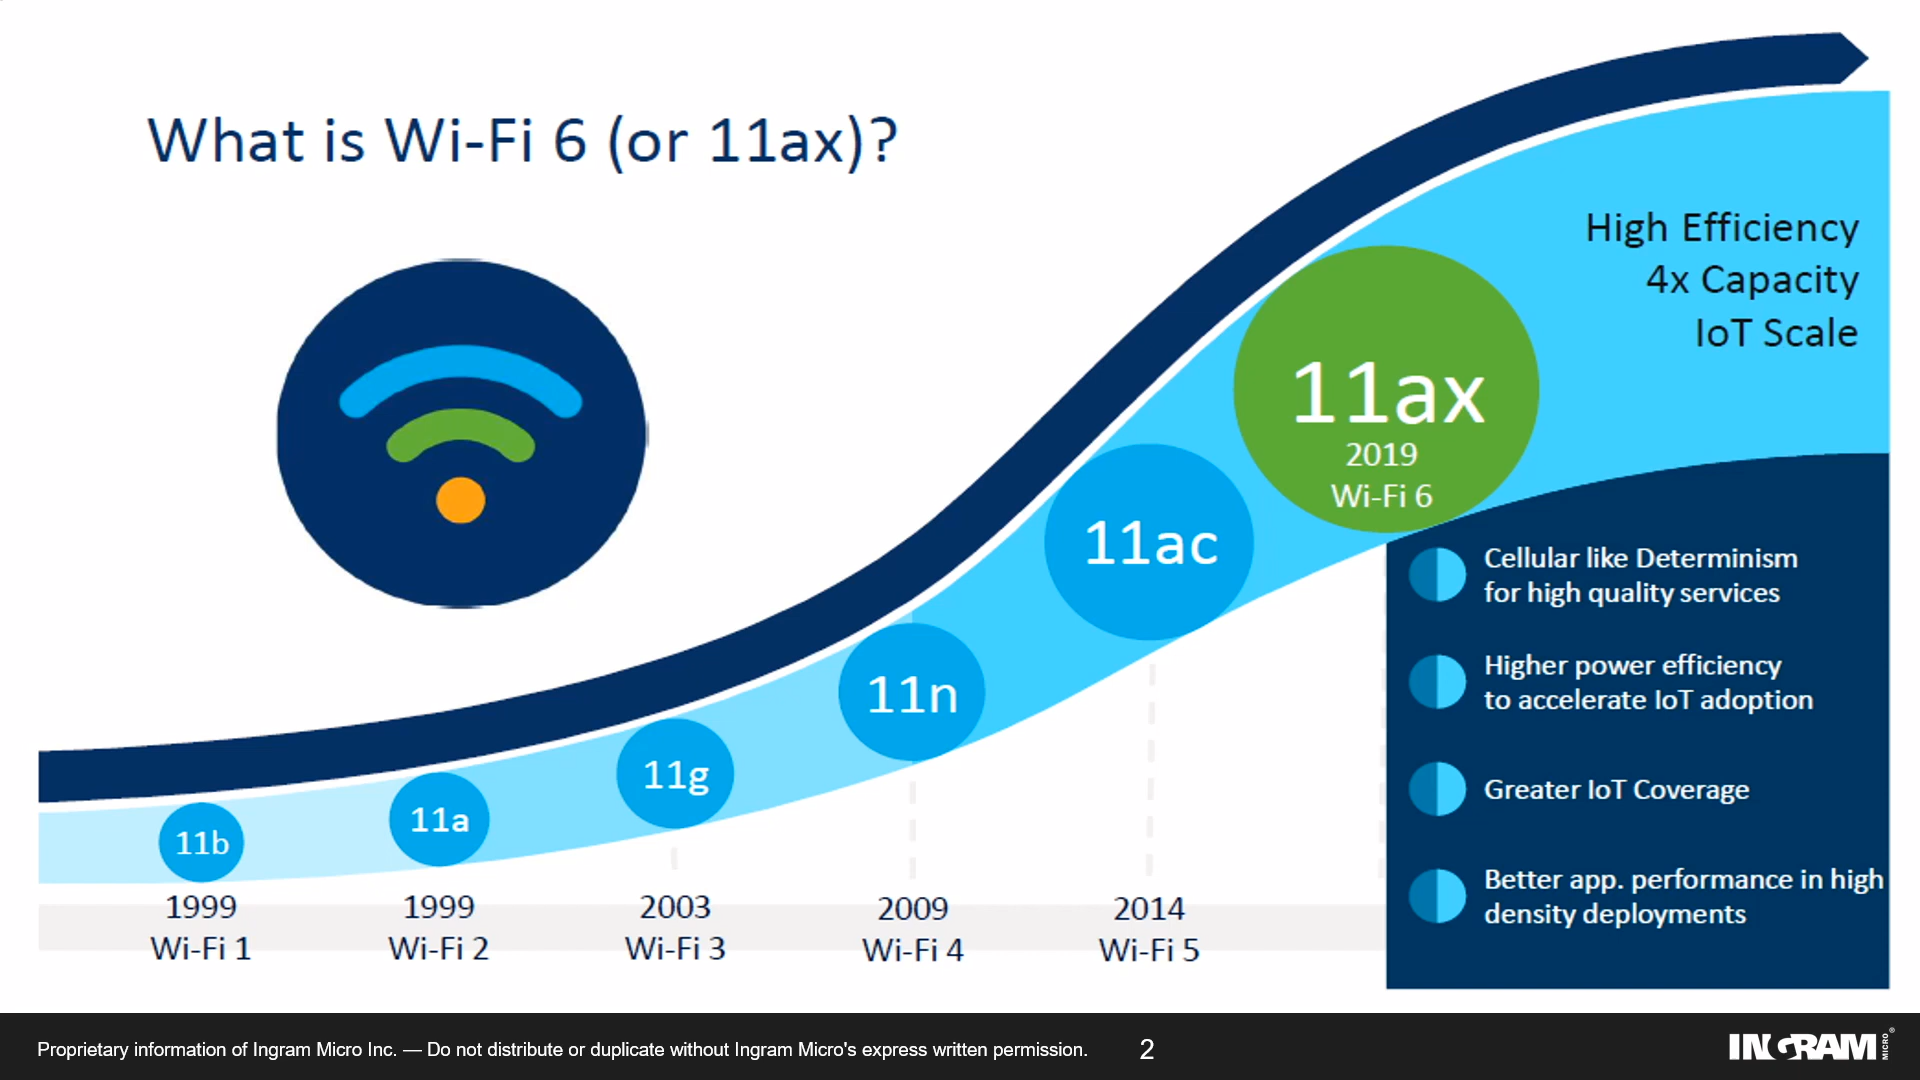 What is Wi-Fi 6 (or 11ax)?
High Efficiency
4x Capacity
IoT Scale
11ax
2019
Wi-Fi 6
11ac
11n
11g
11a
11b
1999
Wi-Fi 1
1999
Wi-Fi 2
2003
Wi-Fi 3
2009
Wi-Fi 4
2014
Wi-Fi 5
Cellular like Determinism
for high quality services
Higher power efficiency
to accelerate IoT adoption
Greater IoT Coverage
Better app. performance in high
density deployments
Proprietary information of Ingram Micro Inc. — Do not distribute or duplicate without Ingram Micro's express written permission.
2
INGRAM MICRO®